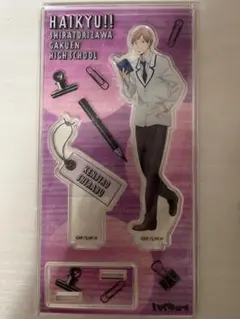 HAIKYU!!
SHIRATORIZAWA
GAKUEN
HIGH SCHOOL
KENJIRO
SHIRABU